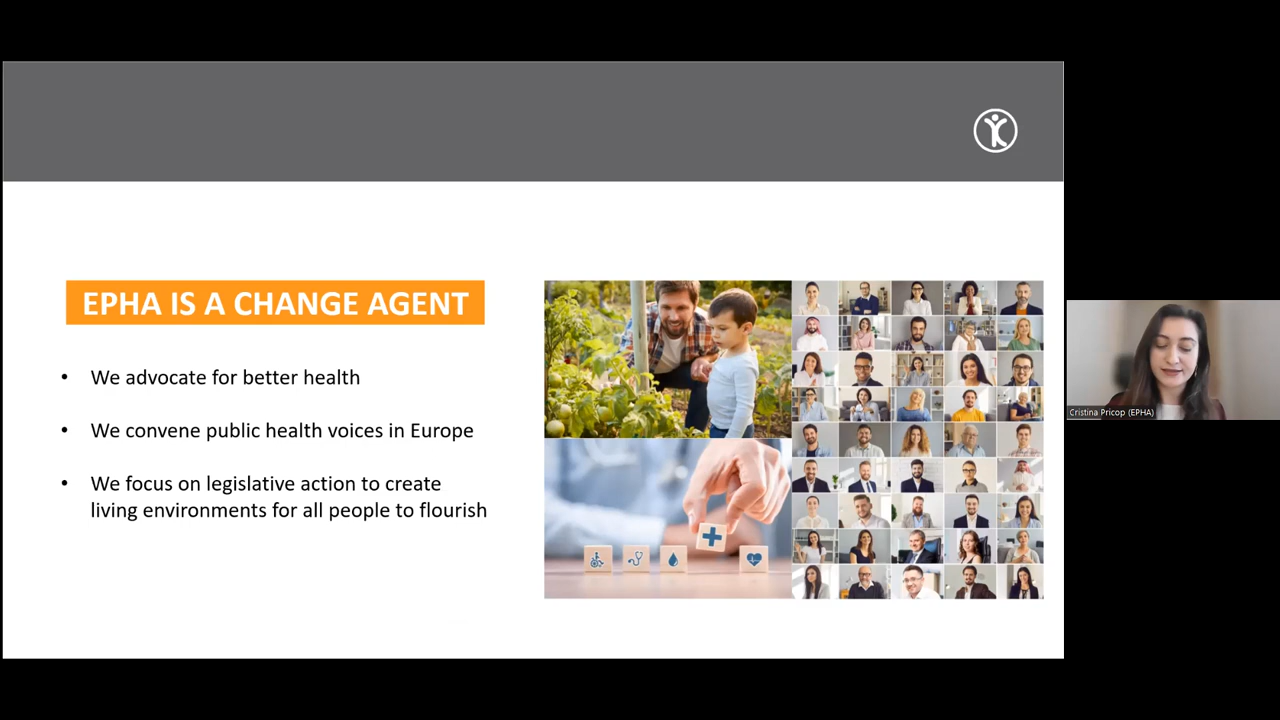 EPHA IS A CHANGE AGENT
• We advocate for better health
• We convene public health voices in Europe
• We focus on legislative action to create
living environments for all people to flourish
Cristina Pricop (EPHA)